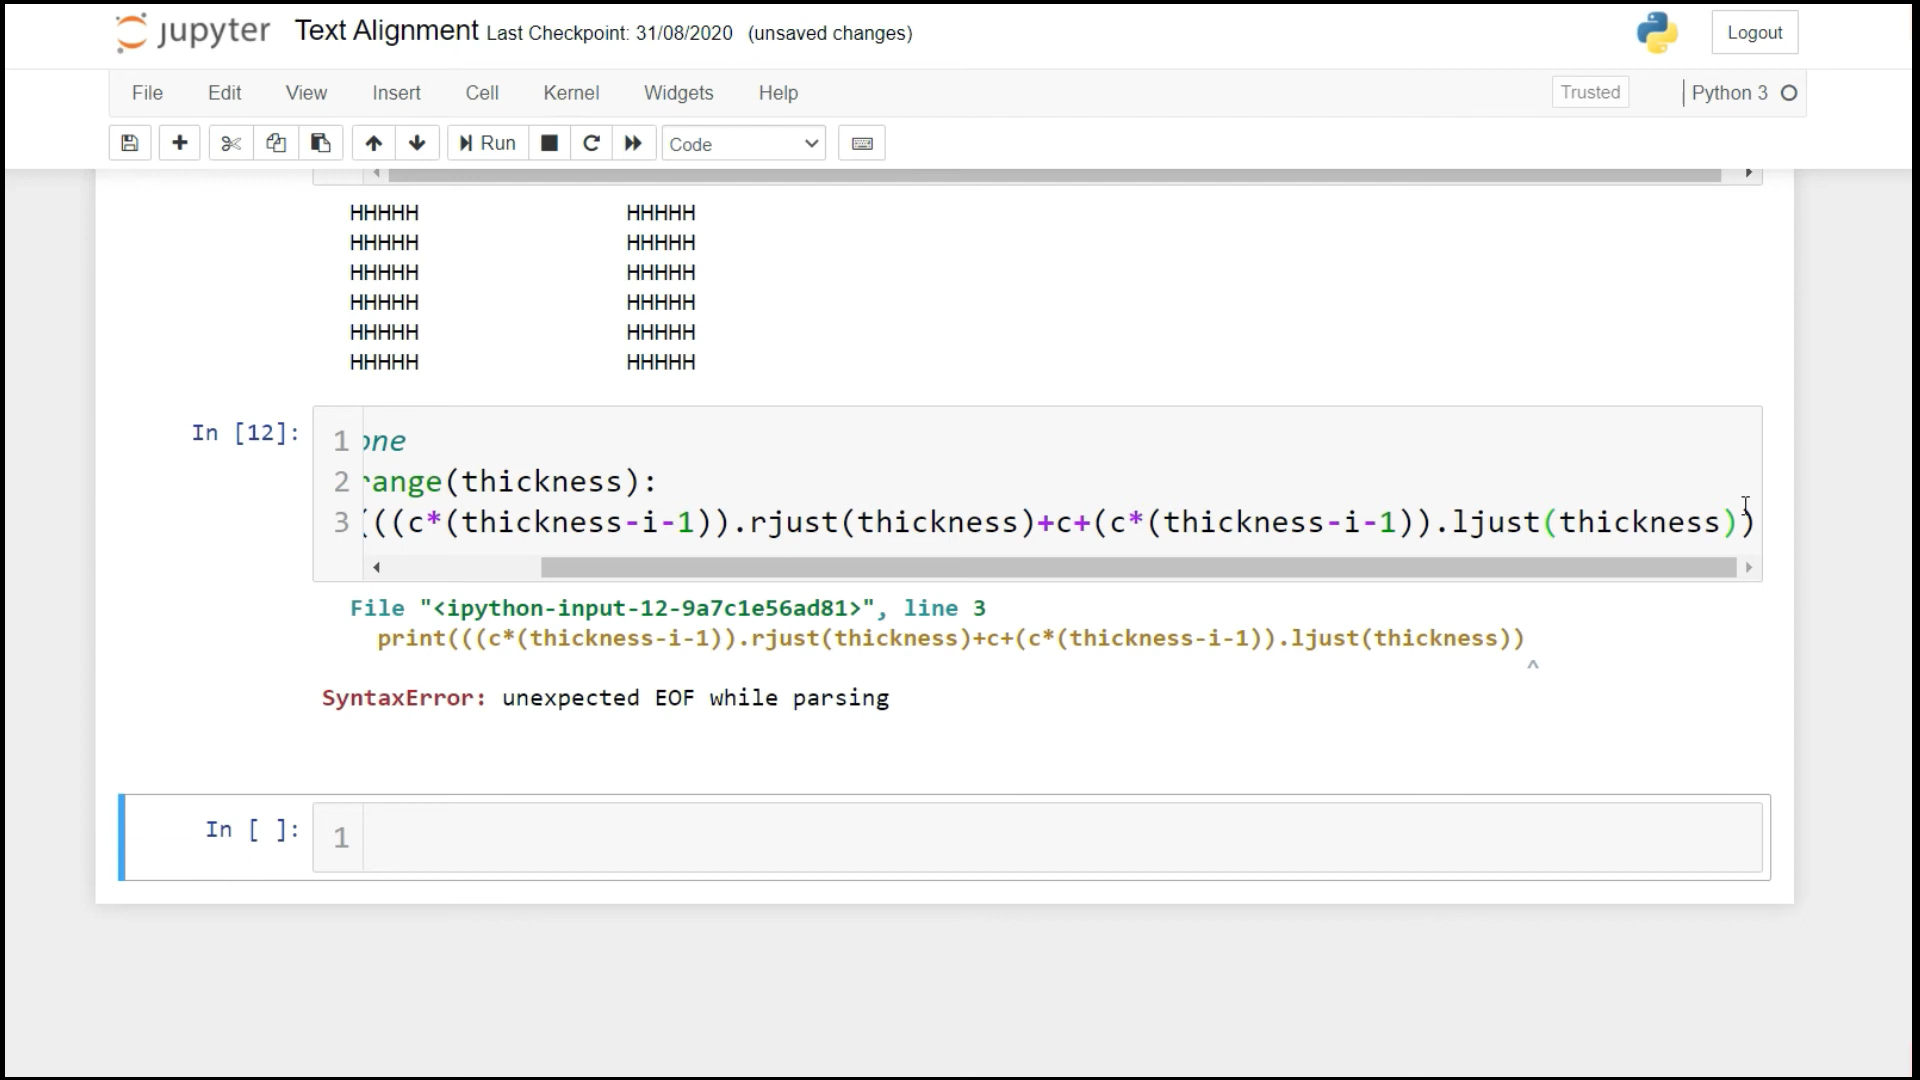 jupyter Text Alignment Last Checkpoint: 31/08/2020 (unsaved changes) Logout
File Edit View Insert Cell Kernel Widgets Help Trusted Python 3
Run Code
HHHHH HHHHH
HHHHH HHHHH
HHHHH HHHHH
HHHHH HHHHH
HHHHH HHHHH
HHHHH HHHHH
In [12]:
1 one
2 range(thickness):
3 (((c*(thickness-i-1)).rjust(thickness)+c+(c*(thickness-i-1)).ljust(thickness))
File "<ipython-input-12-9a7c1e56ad81>", line 3
print(((c*(thickness-i-1)).rjust(thickness)+c+(c*(thickness-i-1)).ljust(thickness))
^
SyntaxError: unexpected EOF while parsing
In [ ]:
1